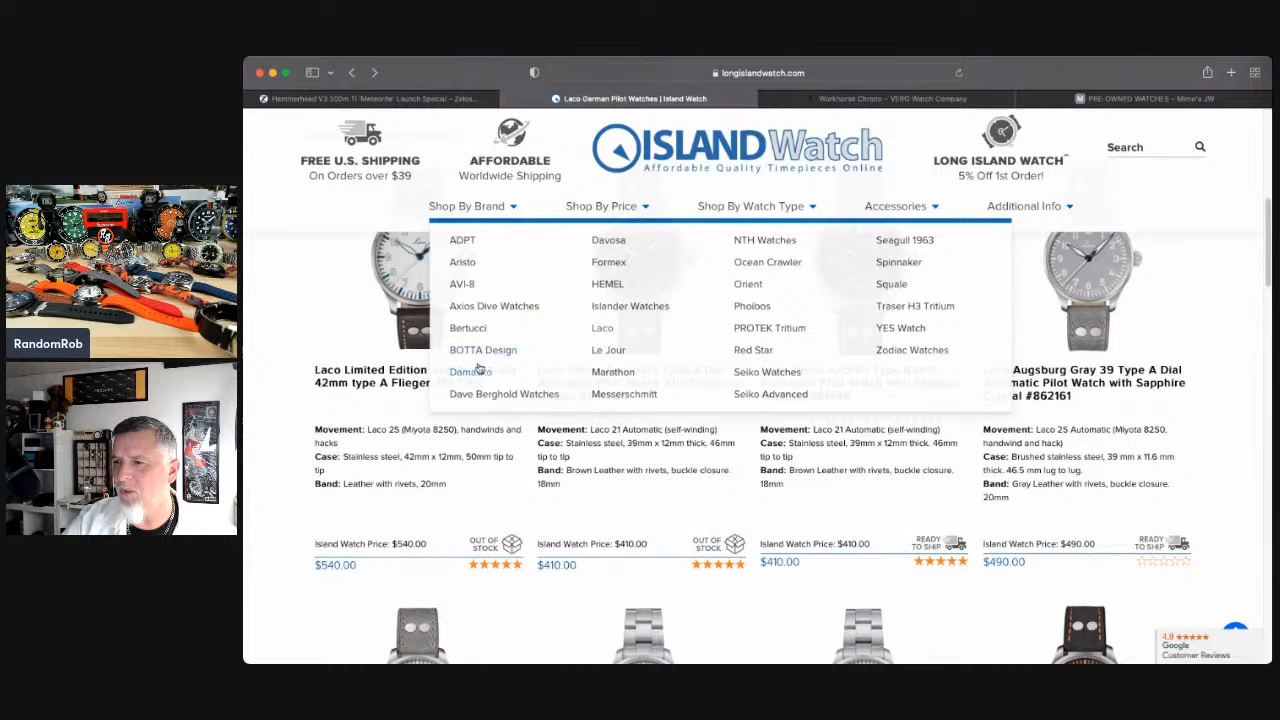 longislandwatch.com
Hammerhead V3 500m Ti 'Meteorite' Launch Special – Zelos...
Laco German Pilot Watches | Island Watch
Workhorse Chrono – VERO Watch Company
M PRE-OWNED WATCHES – Mimo's JW
FREE U.S. SHIPPING
On Orders over $39
AFFORDABLE
Worldwide Shipping
ISLANDWatch
Affordable Quality Timepieces Online
LONG ISLAND WATCH™
5% Off 1st Order!
Search
Shop By Brand
Shop By Price
Shop By Watch Type
Accessories
Additional Info
ADPT
Aristo
AVI-8
Axios Dive Watches
Bertucci
BOTTA Design
Damasko
Dave Berghold Watches
Davosa
Formex
HEMEL
Islander Watches
Laco
Le Jour
Marathon
Messerschmitt
NTH Watches
Ocean Crawler
Orient
Phoibos
PROTEK Tritium
Red Star
Seiko Watches
Seiko Advanced
Seagull 1963
Spinnaker
Squale
Traser H3 Tritium
YES Watch
Zodiac Watches
RandomRob
Laco Limited Edition
42mm type A Flieger
Movement: Laco 2S (Miyota 82S0), handwinds and
hacks
Case: Stainless steel, 42mm x 12mm, 50mm tip to
tip
Band: Leather with rivets, 20mm
Island Watch Price: $540.00
OUT OF
STOCK
$540.00
Movement: Laco 21 Automatic (self-winding)
Case: Stainless steel, 39mm x 12mm thick. 46mm
tip to tip
Band: Brown Leather with rivets, buckle closure.
18mm
Island Watch Price: $410.00
OUT OF
STOCK
$410.00
Movement: Laco 21 Automatic (self-winding)
Case: Stainless steel, 39mm x 12mm thick. 46mm
tip to tip
Band: Brown Leather with rivets, buckle closure.
18mm
Island Watch Price: $410.00
READY
TO SHIP
$410.00
Augsburg Gray 39 Type A Dial
Pilot Watch with Sapphire
#862161
Movement: Laco 2S Automatic (Miyota 82S0,
handwind and hack)
Case: Brushed stainless steel, 39 mm x 11.6 mm
thick. 46.5 mm lug to lug.
Band: Gray Leather with rivets, buckle closure.
20mm
Island Watch Price: $490.00
READY
TO SHIP
$490.00
4.9
Google
Customer Reviews